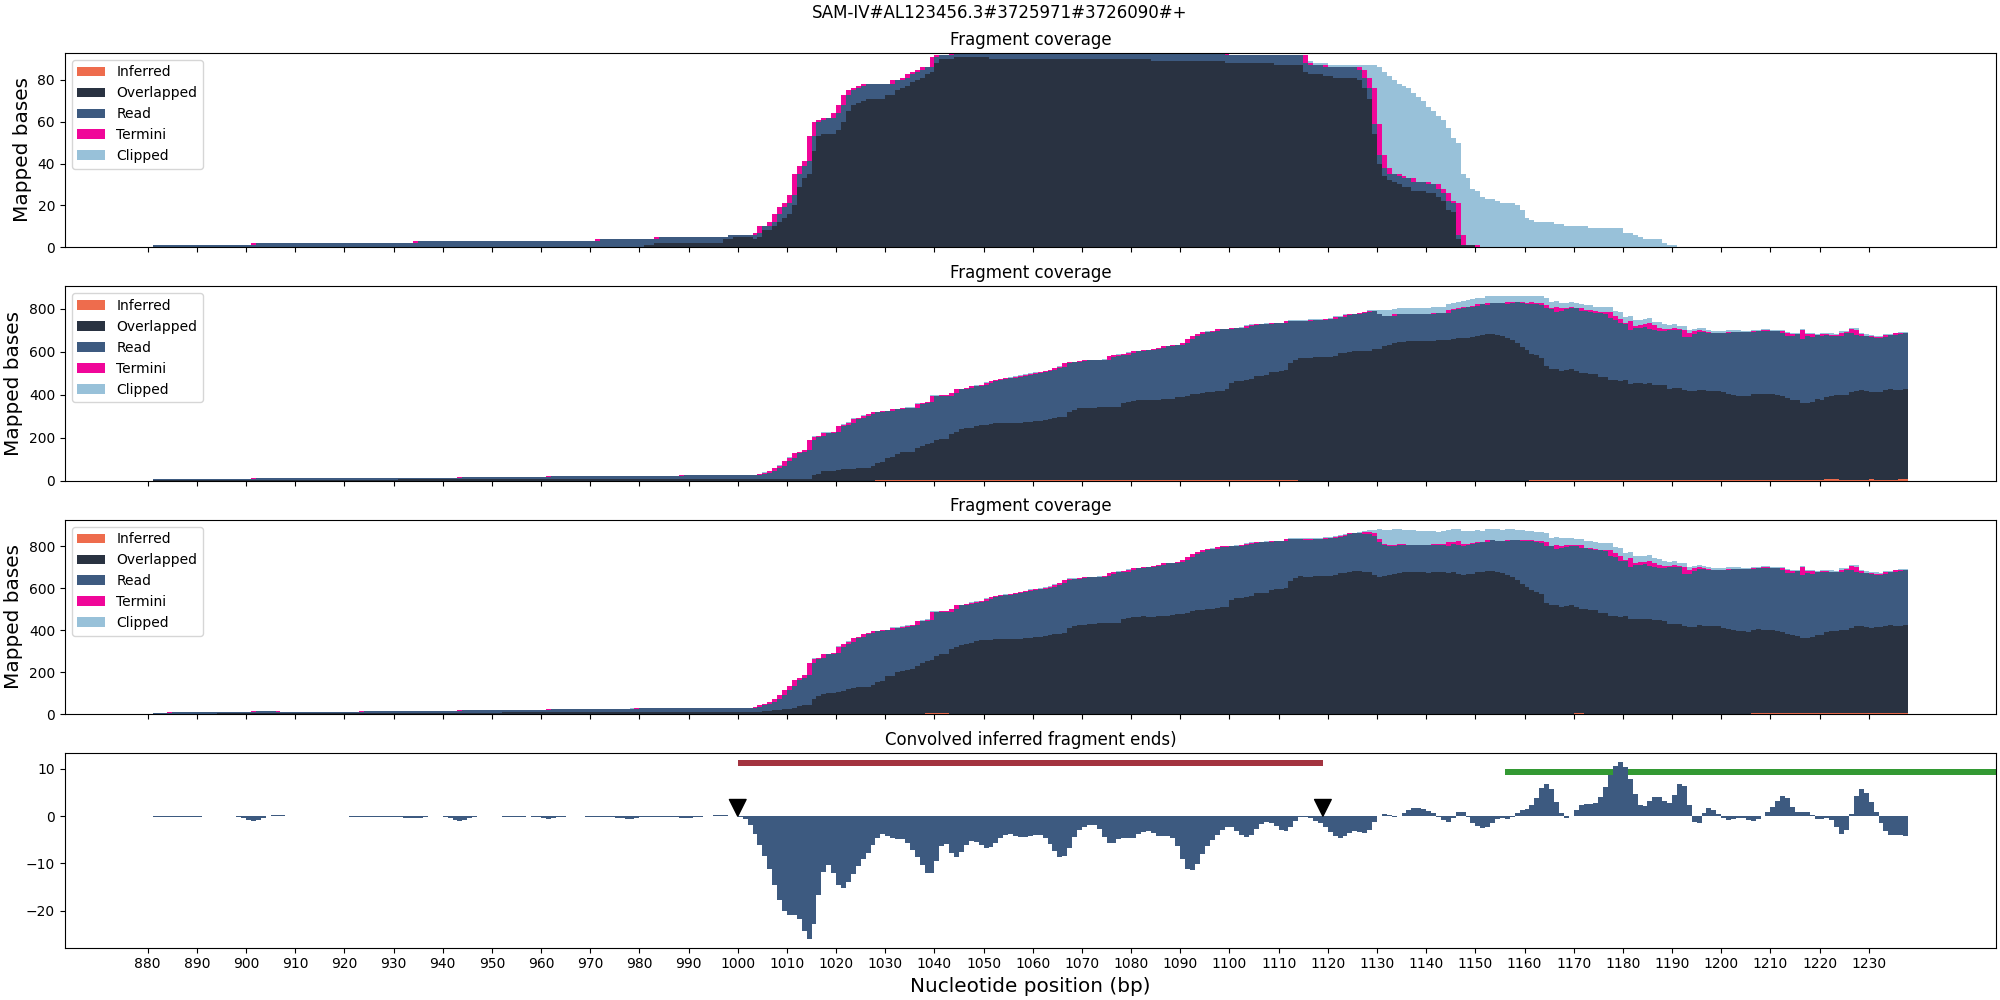 SAM-IV#AL123456.3#3725971#3726090#+
Fragment coverage
Mapped bases
80
60
40
20
0
Inferred
Overlapped
Read
Termini
Clipped
Fragment coverage
Mapped bases
800
600
400
200
0
Inferred
Overlapped
Read
Termini
Clipped
Fragment coverage
Mapped bases
800
600
400
200
0
Inferred
Overlapped
Read
Termini
Clipped
Convolved inferred fragment ends)
10
0
−10
−20
880 890 900 910 920 930 940 950 960 970 980 990 1000 1010 1020 1030 1040 1050 1060 1070 1080 1090 1100 1110 1120 1130 1140 1150 1160 1170 1180 1190 1200 1210 1220 1230
Nucleotide position (bp)